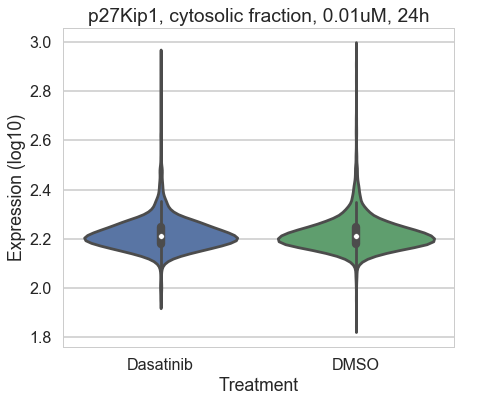 p27Kip1, cytosolic fraction, 0.01uM, 24h
3.0
2.8
2.6
2.4
2.2
2.0
1.8
Expression (log10)
Dasatinib DMSO
Treatment